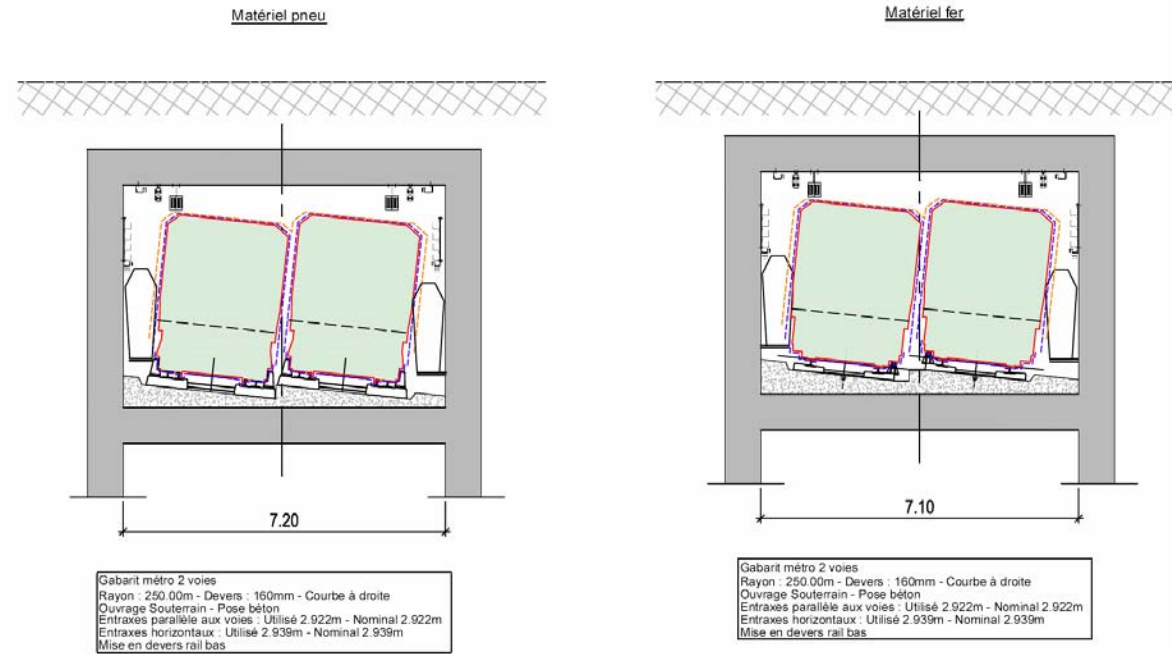 Matériel pneu
Matériel fer
7.20
7.10
Gabarit métro 2 voies
Rayon : 250.00m - Devers : 160mm - Courbe à droite
Ouvrage Souterrain - Pose béton
Entraxes parallèle aux voies : Utilisé 2.922m - Nominal 2.922m
Entraxes horizontaux : Utilisé 2.939m - Nominal 2.939m
Mise en devers rail bas
Gabarit métro 2 voies
Rayon : 250.00m - Devers : 160mm - Courbe à droite
Ouvrage Souterrain - Pose béton
Entraxes parallèle aux voies : Utilisé 2.922m - Nominal 2.922m
Entraxes horizontaux : Utilisé 2.939m - Nominal 2.939m
Mise en devers rail bas